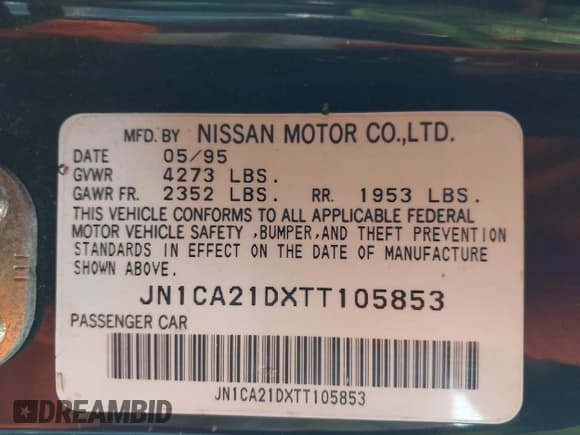 MFD. BY NISSAN MOTOR CO.,LTD.
DATE 05/95
GVWR 4273 LBS.
GAWR FR. 2352 LBS. RR. 1953 LBS.
THIS VEHICLE CONFORMS TO ALL APPLICABLE FEDERAL
MOTOR VEHICLE SAFETY ,BUMPER,AND THEFT PREVENTION
STANDARDS IN EFFECT ON THE DATE OF MANUFACTURE
SHOWN ABOVE.
JN1CA21DXTT105853
PASSENGER CAR
JN1CA21DXTT105853
DREAMBID